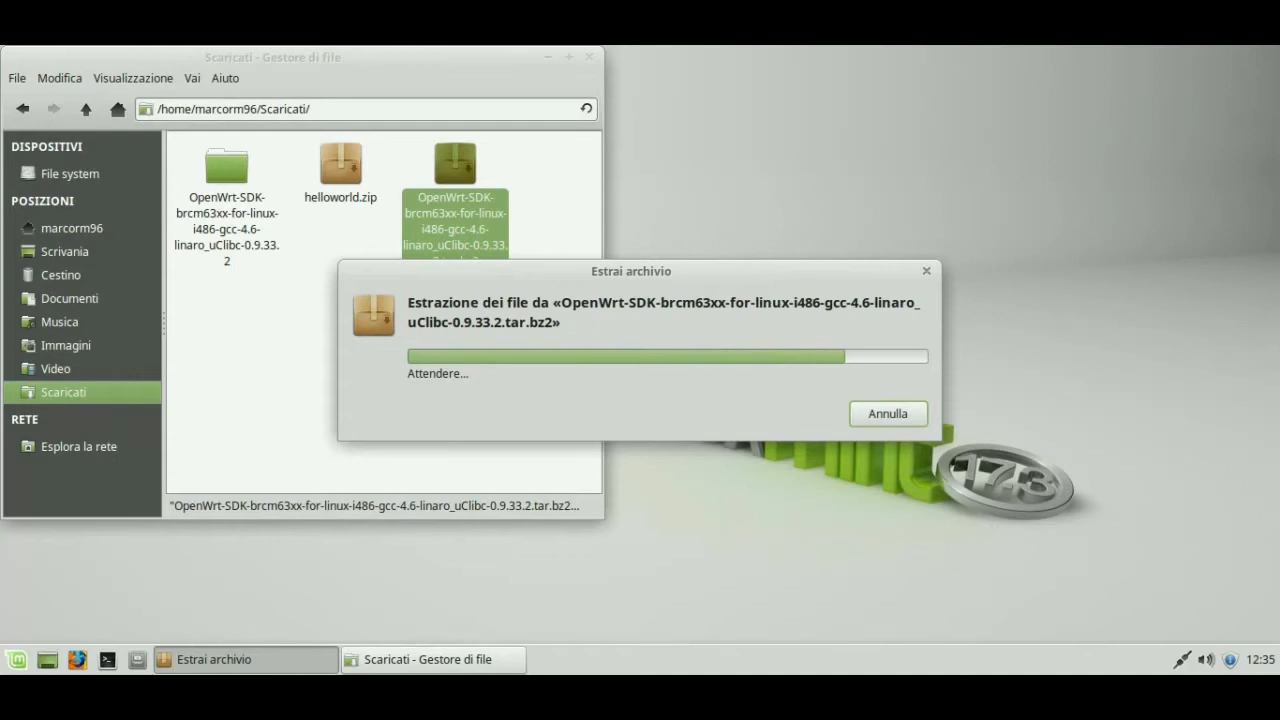 Scaricati - Gestore di file
File Modifica Visualizzazione Vai Aiuto
/home/marcorm96/Scaricati/
DISPOSITIVI
File system
POSIZIONI
marcorm96
Scrivania
Cestino
Documenti
Musica
Immagini
Video
Scaricati
RETE
Esplora la rete
OpenWrt-SDK-
brcm63xx-for-linux-
i486-gcc-4.6-
linaro_uClibc-0.9.33.
2
helloworld.zip
OpenWrt-SDK-
brcm63xx-for-linux-
i486-gcc-4.6-
linaro_uClibc-0.9.33.
"OpenWrt-SDK-brcm63xx-for-linux-i486-gcc-4.6-linaro_uClibc-0.9.33.2.tar.bz2...
Estrai archivio
Estrazione dei file da «OpenWrt-SDK-brcm63xx-for-linux-i486-gcc-4.6-linaro_
uClibc-0.9.33.2.tar.bz2»
Attendere...
Annulla
17.3
Estrai archivio
Scaricati - Gestore di file
12:35